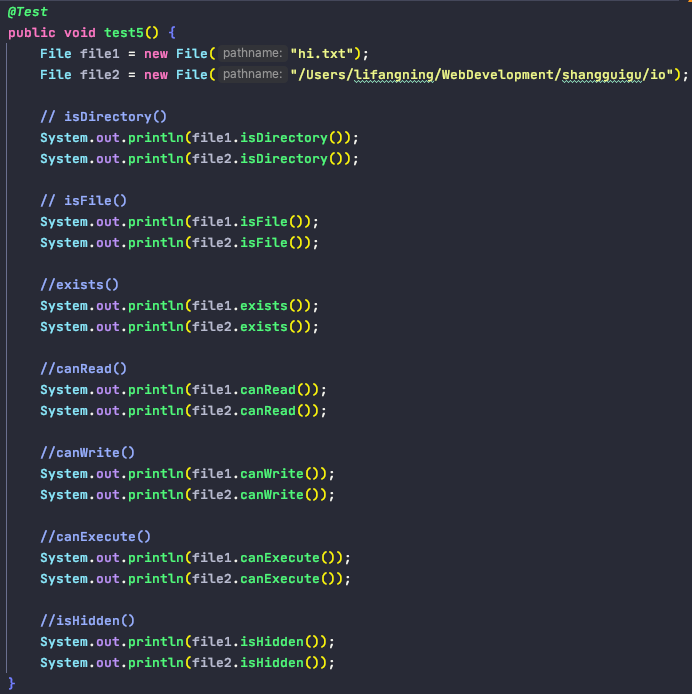 @Test
public void test5() {
    File file1 = new File( pathname: "hi.txt");
    File file2 = new File( pathname: "/Users/lifangning/WebDevelopment/shangguigu/io");

    // isDirectory()
    System.out.println(file1.isDirectory());
    System.out.println(file2.isDirectory());

    // isFile()
    System.out.println(file1.isFile());
    System.out.println(file2.isFile());

    //exists()
    System.out.println(file1.exists());
    System.out.println(file2.exists());

    //canRead()
    System.out.println(file1.canRead());
    System.out.println(file2.canRead());

    //canWrite()
    System.out.println(file1.canWrite());
    System.out.println(file2.canWrite());

    //canExecute()
    System.out.println(file1.canExecute());
    System.out.println(file2.canExecute());

    //isHidden()
    System.out.println(file1.isHidden());
    System.out.println(file2.isHidden());
}